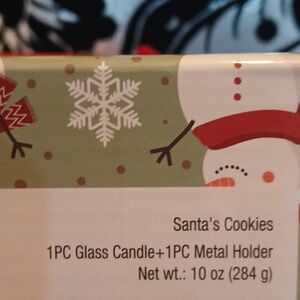 Santa's Cookies
1PC Glass Candle+1PC Metal Holder
Net wt.: 10 oz (284 g)